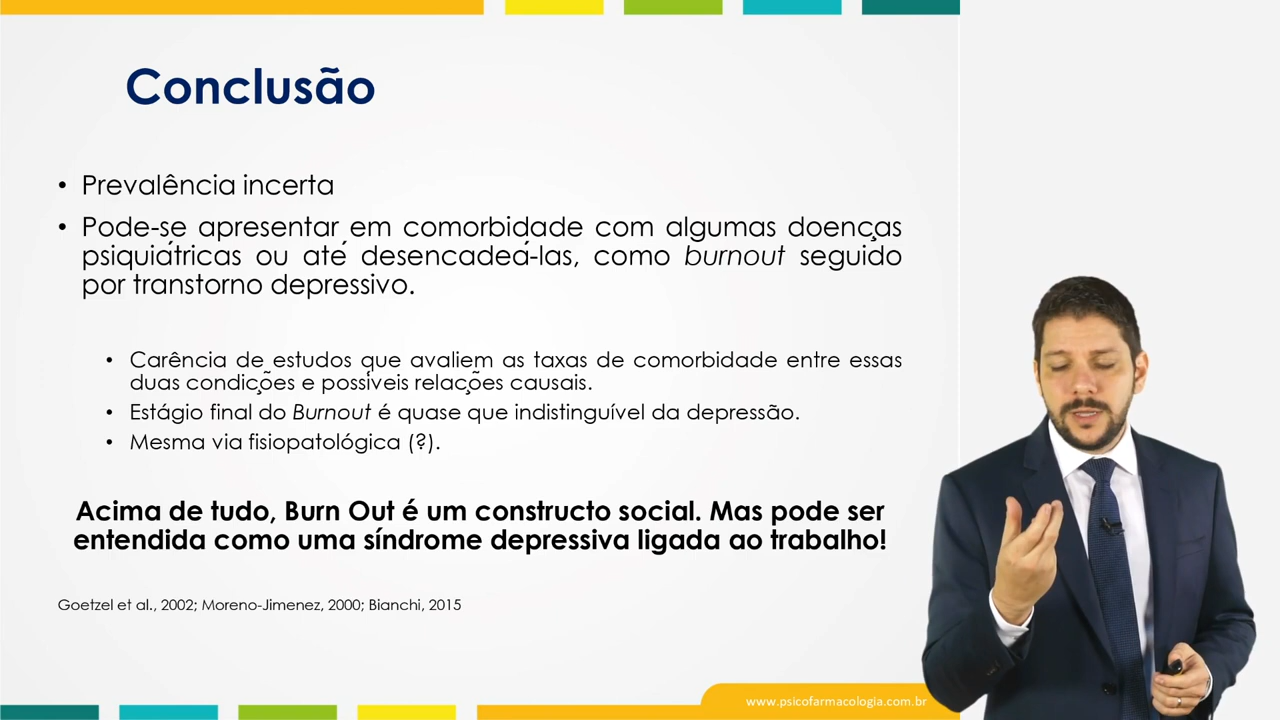 Conclusão
• Prevalência incerta
• Pode-se apresentar em comorbidade com algumas doenças
psiquiátricas ou até desencadeá-las, como burnout seguido
por transtorno depressivo.
• Carência de estudos que avaliem as taxas de comorbidade entre essas
duas condições e possíveis relações causais.
• Estágio final do Burnout é quase que indistinguível da depressão.
• Mesma via fisiopatológica (?).
Acima de tudo, Burn Out é um constructo social. Mas pode ser
entendida como uma síndrome depressiva ligada ao trabalho!
Goetzel et al., 2002; Moreno-Jimenez, 2000; Bianchi, 2015
www.psicofarmacologia.com.br